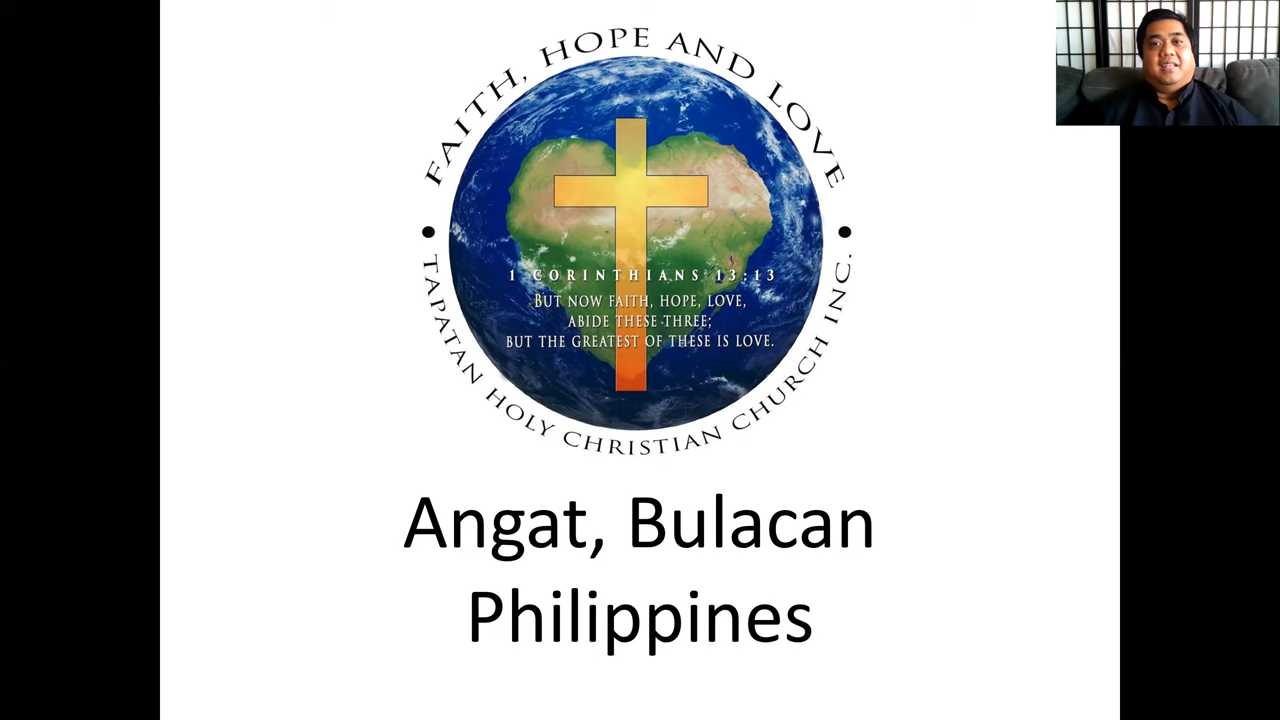 FAITH, HOPE AND LOVE
1 CORINTHIANS 13:13
BUT NOW FAITH, HOPE, LOVE,
ABIDE THESE THREE;
BUT THE GREATEST OF THESE IS LOVE.
TAPATAN HOLY CHRISTIAN CHURCH INC.
Angat, Bulacan
Philippines